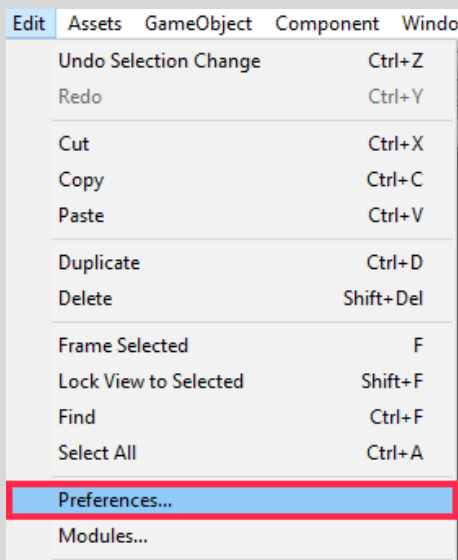 Edit Assets GameObject Component Windo
Undo Selection Change Ctrl+Z
Redo Ctrl+Y
Cut Ctrl+X
Copy Ctrl+C
Paste Ctrl+V
Duplicate Ctrl+D
Delete Shift+Del
Frame Selected F
Lock View to Selected Shift+F
Find Ctrl+F
Select All Ctrl+A
Preferences...
Modules...